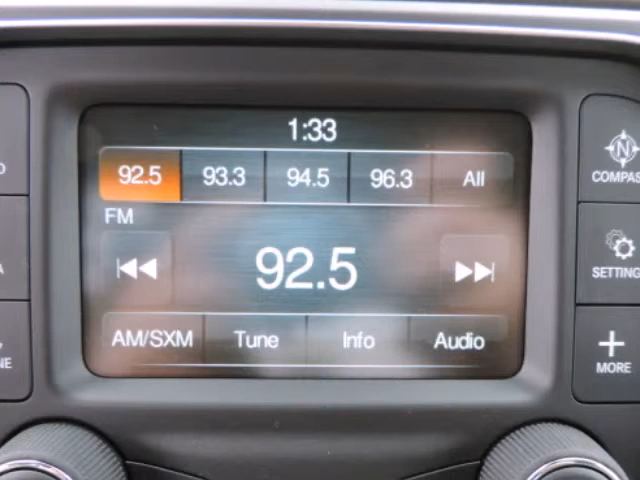 1:33
92.5 93.3 94.5 96.3 All
FM
92.5
AM/SXM Tune Info Audio
N
SETTING
MORE